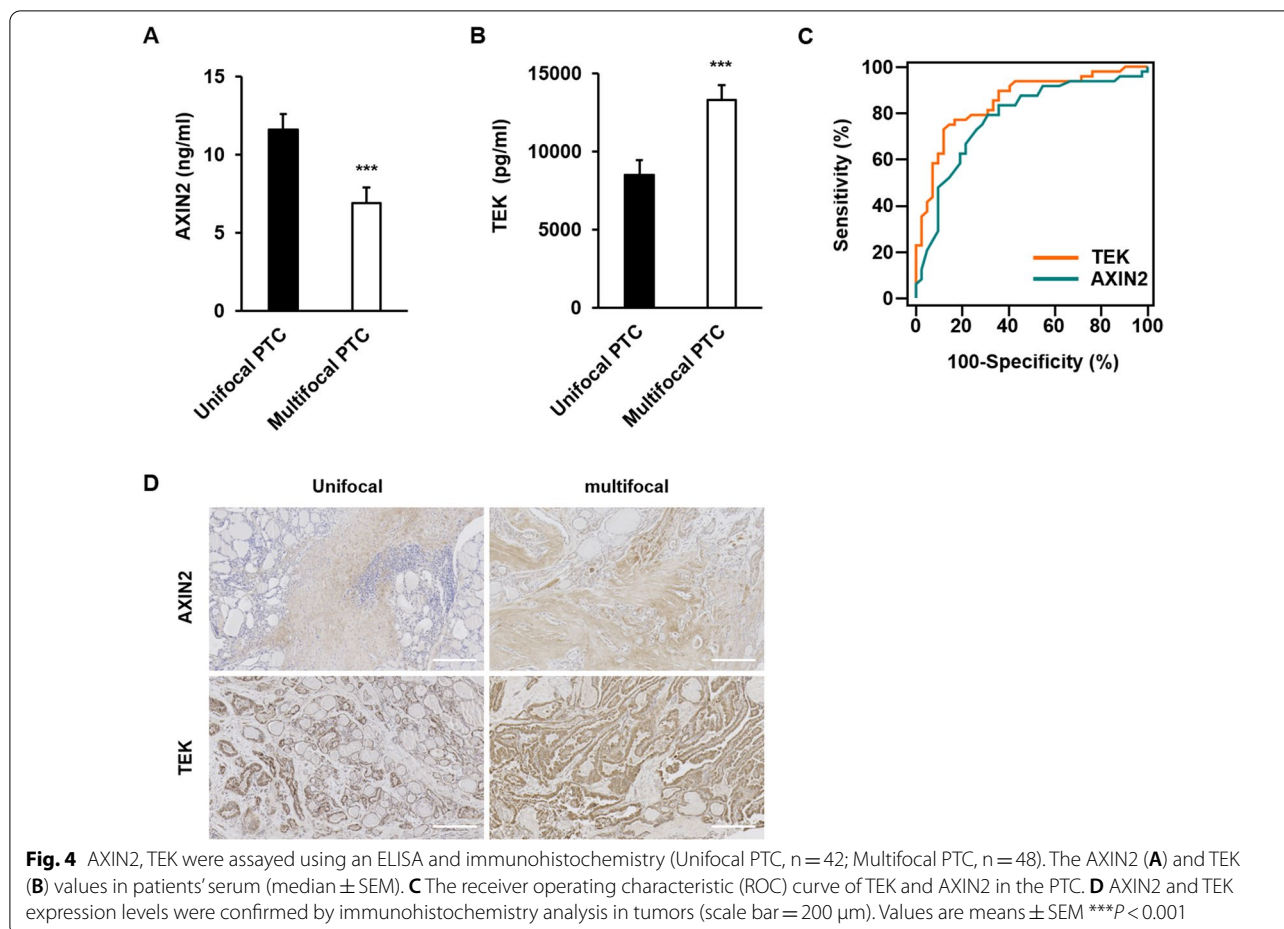 A
AXIN2 (ng/ml)
15
10
5
0
***
Unifocal PTC
Multifocal PTC
B
TEK (pg/ml)
15000
10000
5000
0
***
Unifocal PTC
Multifocal PTC
C
Sensitivity (%)
100
80
60
40
20
0
TEK
AXIN2
0 20 40 60 80 100
100-Specificity (%)
D
Unifocal multifocal
AXIN2
TEK
Fig. 4 AXIN2, TEK were assayed using an ELISA and immunohistochemistry (Unifocal PTC, n = 42; Multifocal PTC, n = 48). The AXIN2 (A) and TEK
(B) values in patients' serum (median ± SEM). C The receiver operating characteristic (ROC) curve of TEK and AXIN2 in the PTC. D AXIN2 and TEK
expression levels were confirmed by immunohistochemistry analysis in tumors (scale bar = 200 μm). Values are means ± SEM ***P < 0.001